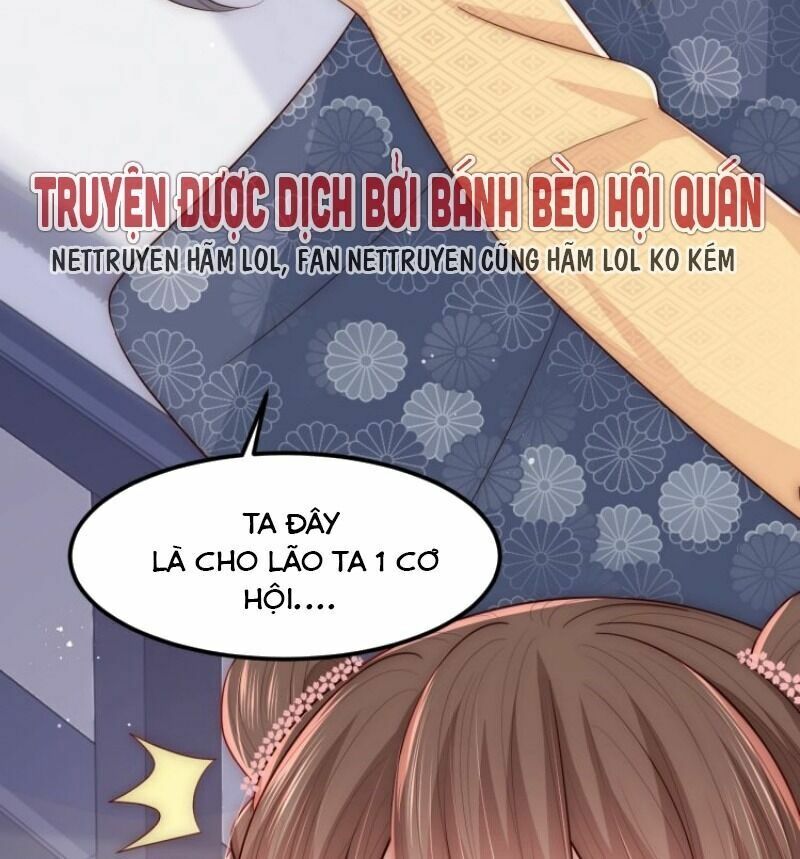 TRUYỆN ĐƯỢC DỊCH BỞI BÁNH BÈO HỘI QUÁN
NETTRUYEN HÃM LOL, FAN NETTRUYEN CŨNG HÃM LOL KO KÉM
TA ĐÂY
LÀ CHO LÃO TA 1 CƠ
HỘI....